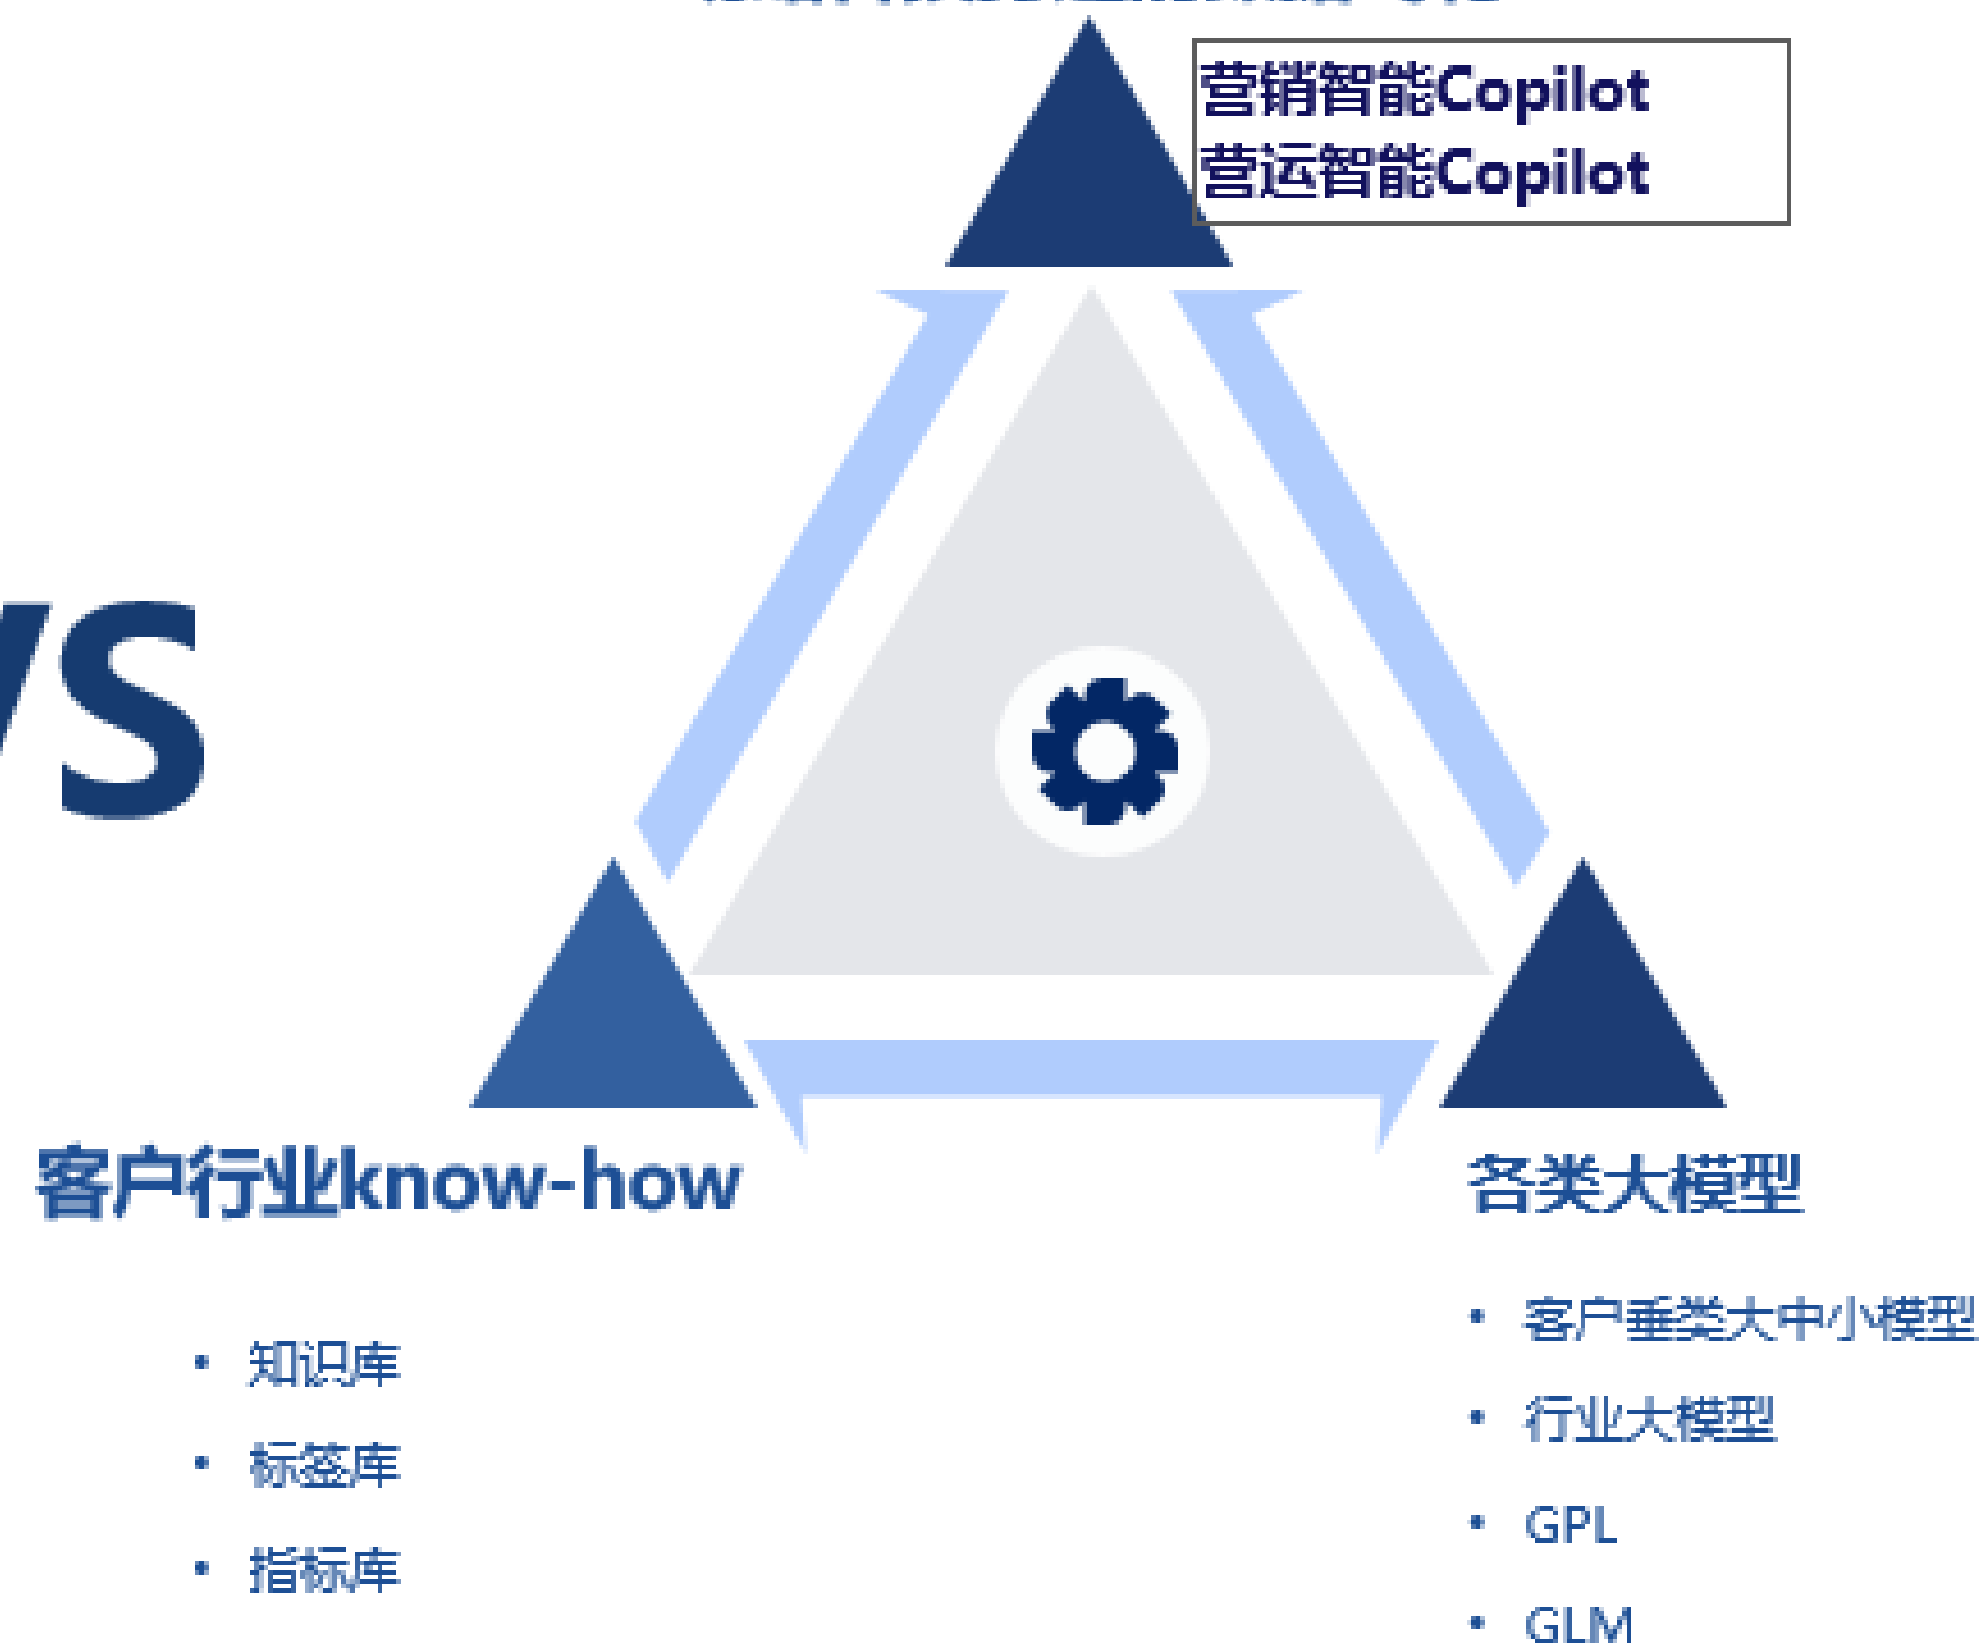 营销智能Copilot
营运智能Copilot
VS
客户行业know-how
知识库
标签库
指标库
各类大模型
客户垂类大中小模型
行业大模型
GPL
GLM